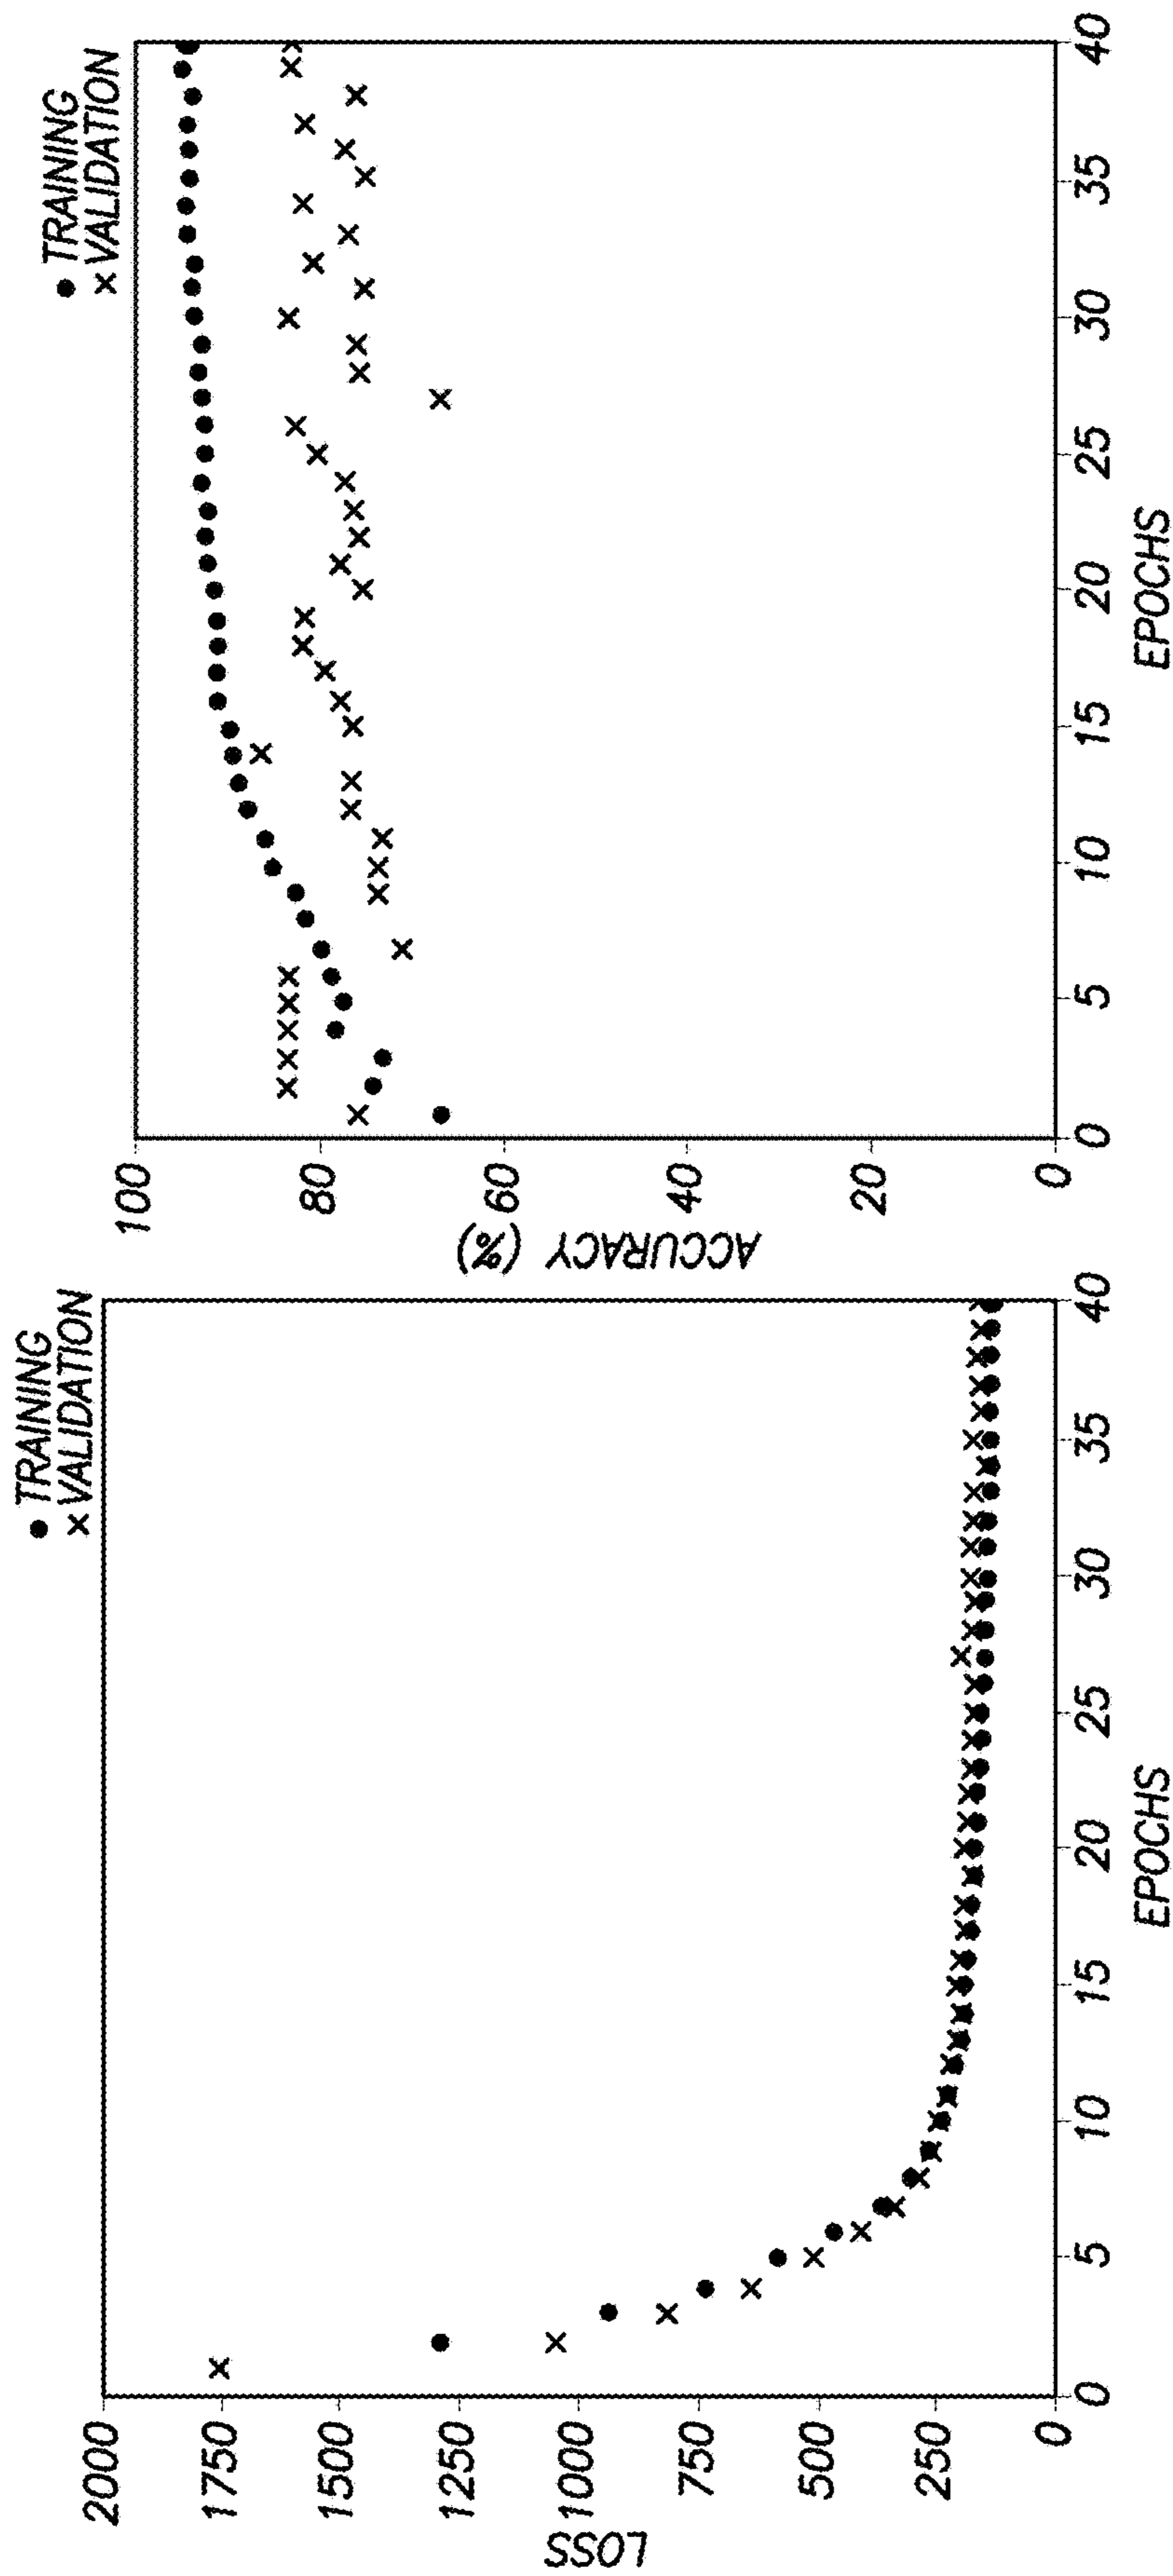 ● TRAINING
× VALIDATION
2000
1750
1500
1250
1000
750
500
250
0
LOSS
0 5 10 15 20 25 30 35 40
EPOCHS
● TRAINING
× VALIDATION
100
80
60
40
20
0
ACCURACY (%)
0 5 10 15 20 25 30 35 40
EPOCHS